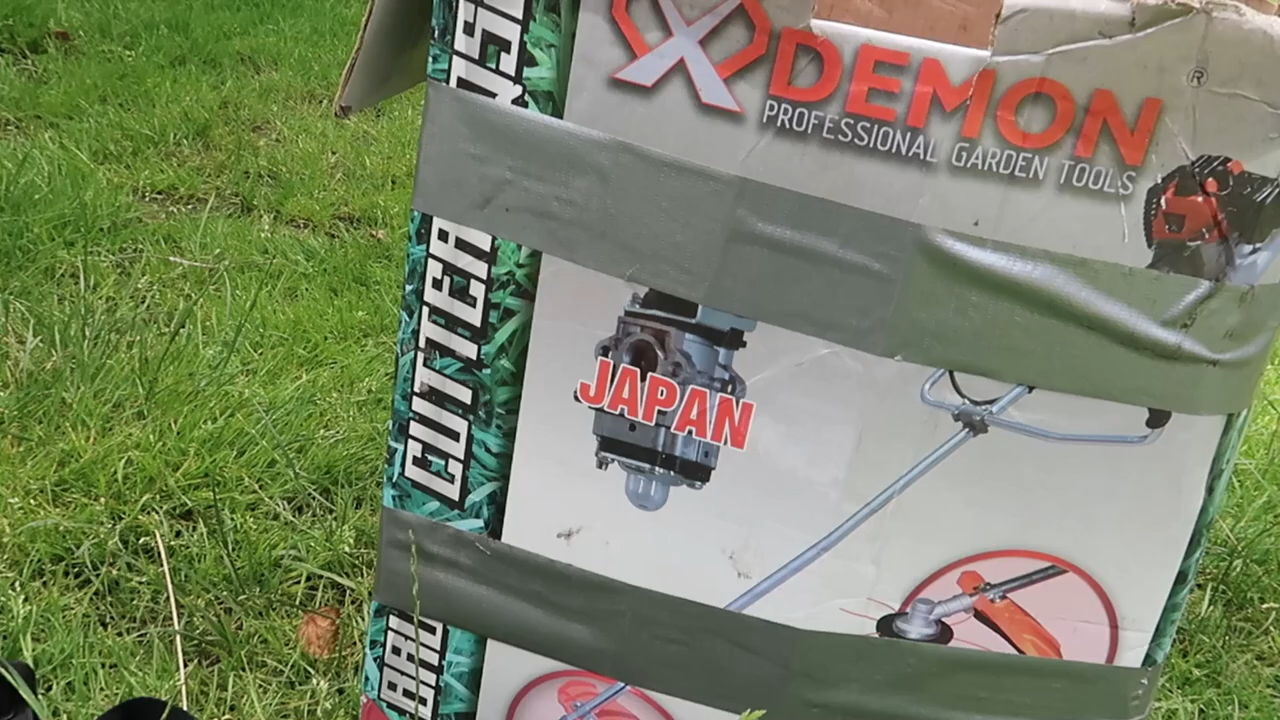 DEMON
®
PROFESSIONAL GARDEN TOOLS
CUTTER
JAPAN